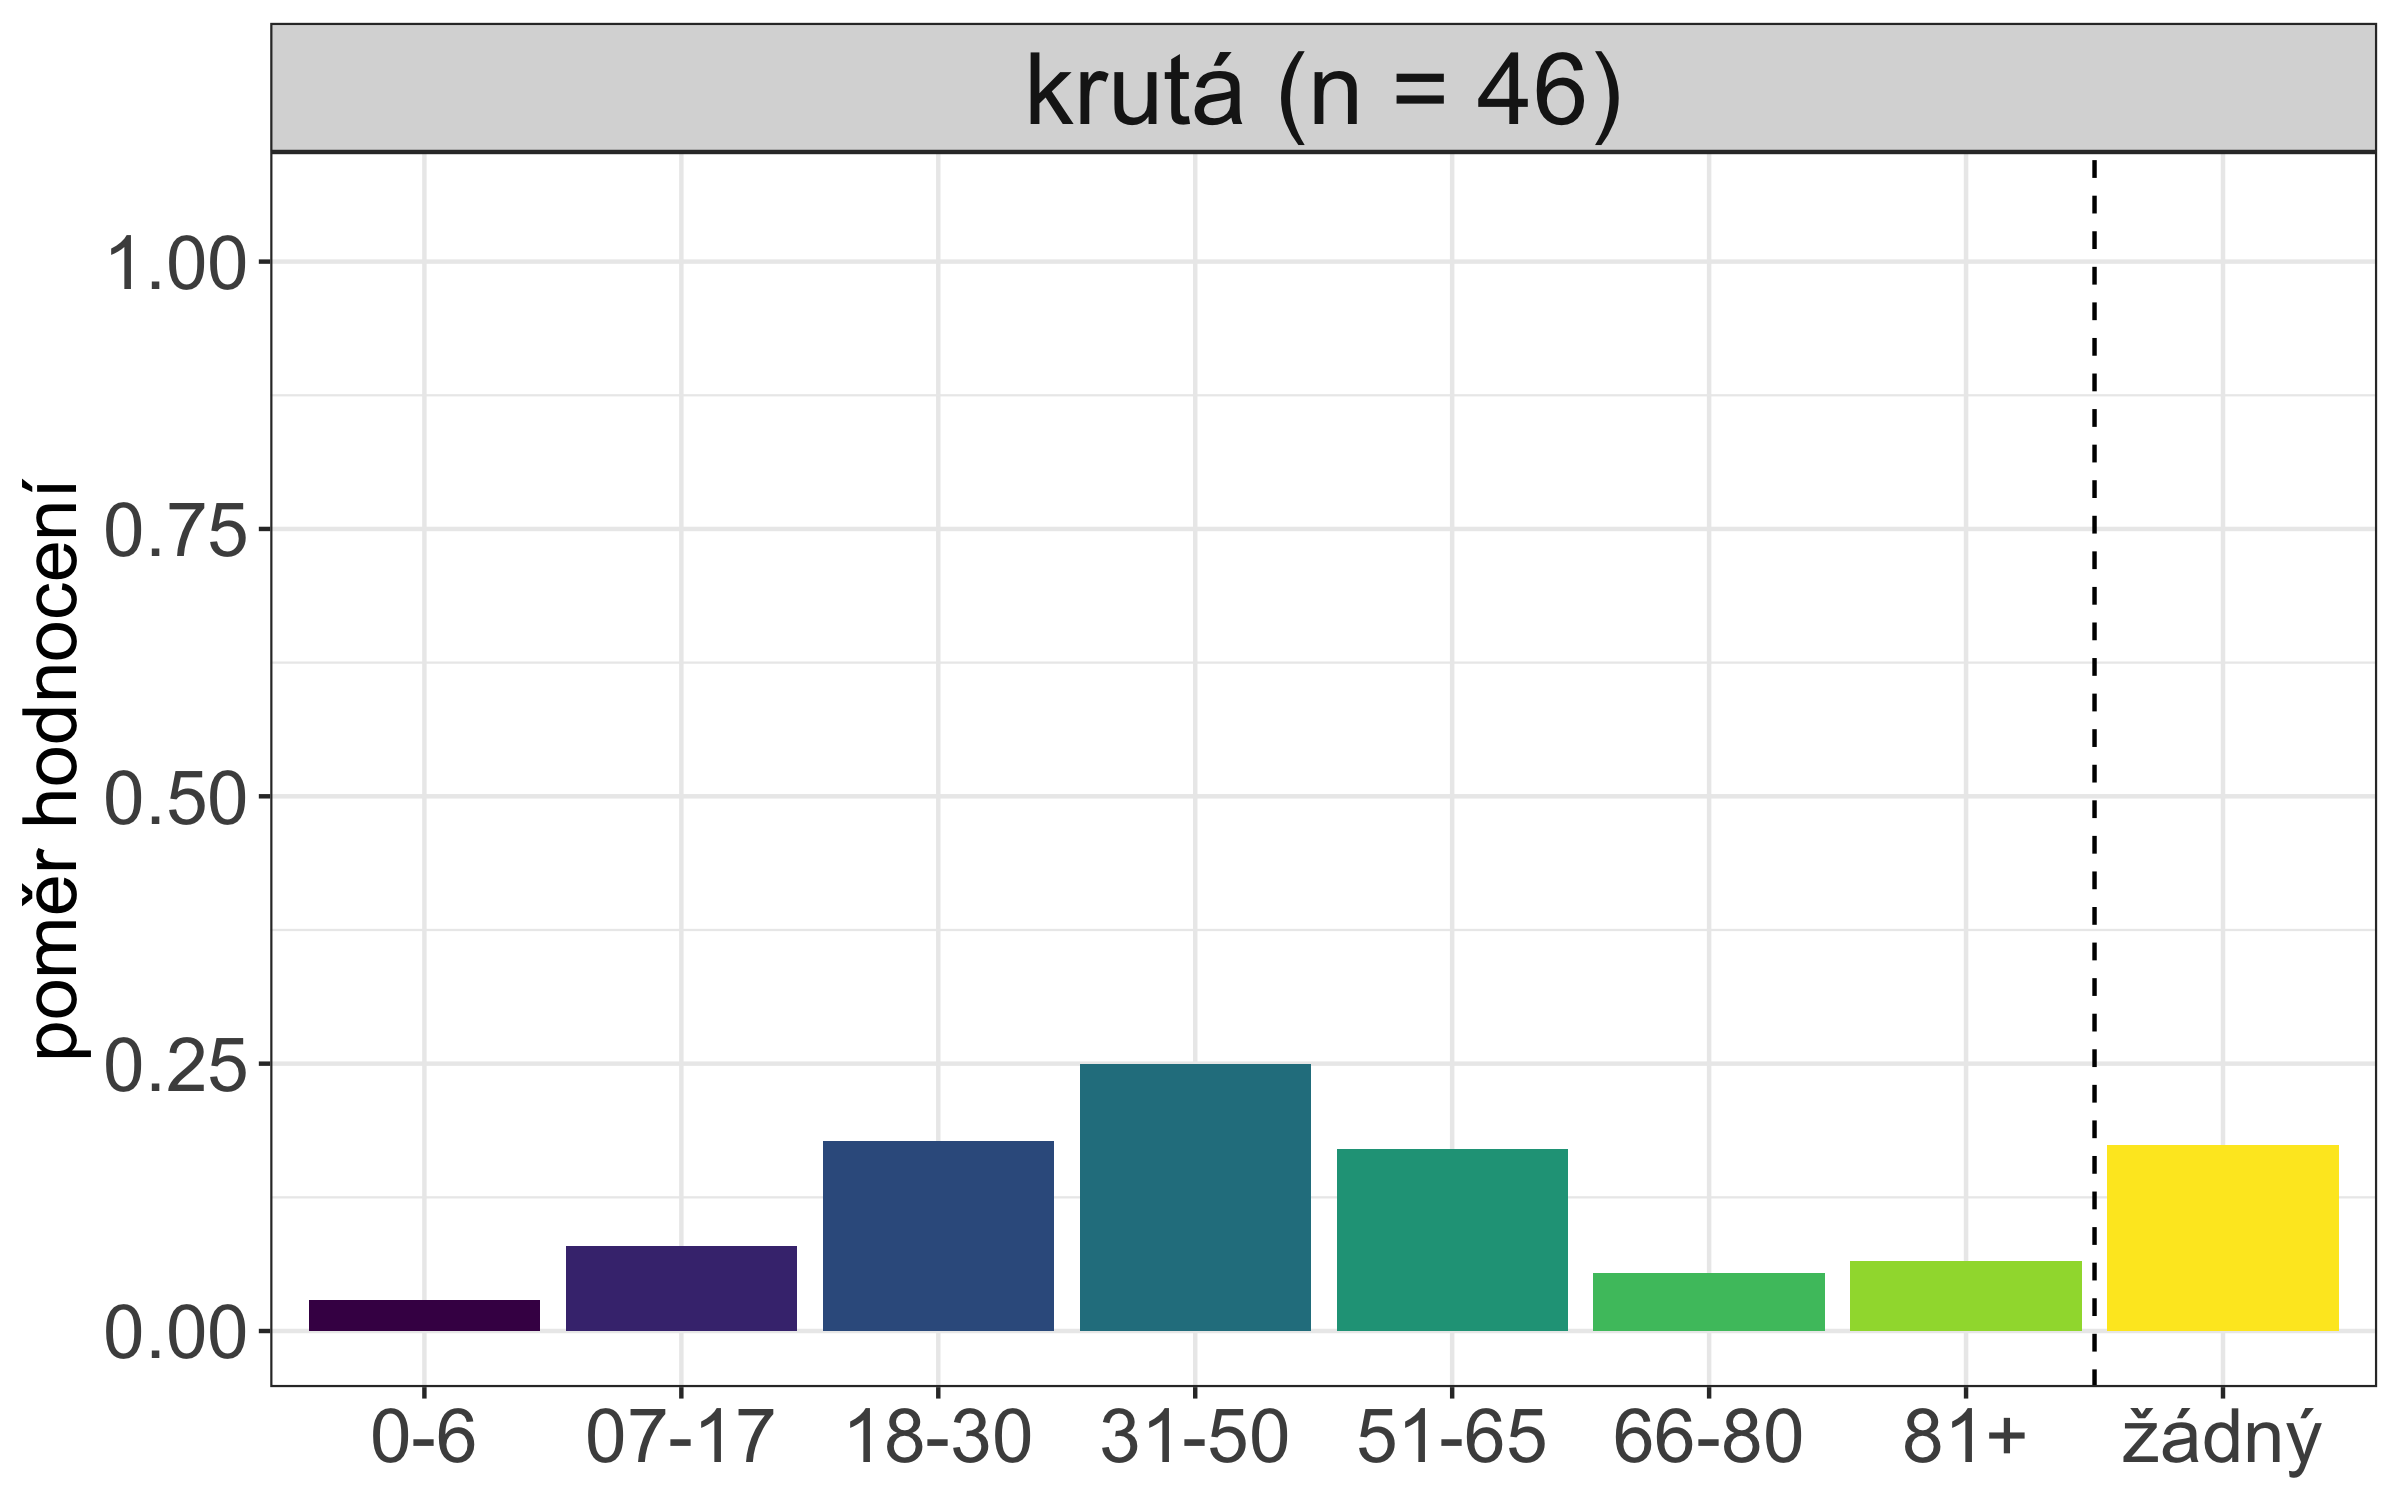 krutá (n = 46)
poměr hodnocení
1.00
0.75
0.50
0.25
0.00
0-6 07-17 18-30 31-50 51-65 66-80 81+ žádný